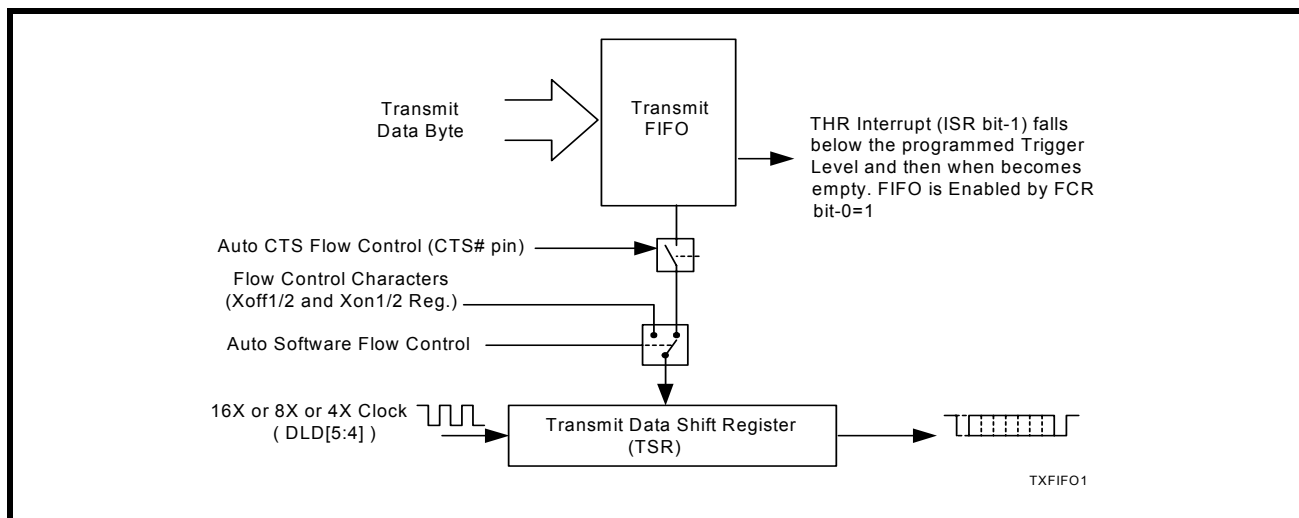 Transmit
Data Byte
Transmit
FIFO
THR Interrupt (ISR bit-1) falls
below the programmed Trigger
Level and then when becomes
empty. FIFO is Enabled by FCR
bit-0=1
Auto CTS Flow Control (CTS# pin)
Flow Control Characters
(Xoff1/2 and Xon1/2 Reg.)
Auto Software Flow Control
16X or 8X or 4X Clock
( DLD[5:4] )
Transmit Data Shift Register
(TSR)
TXFIFO1